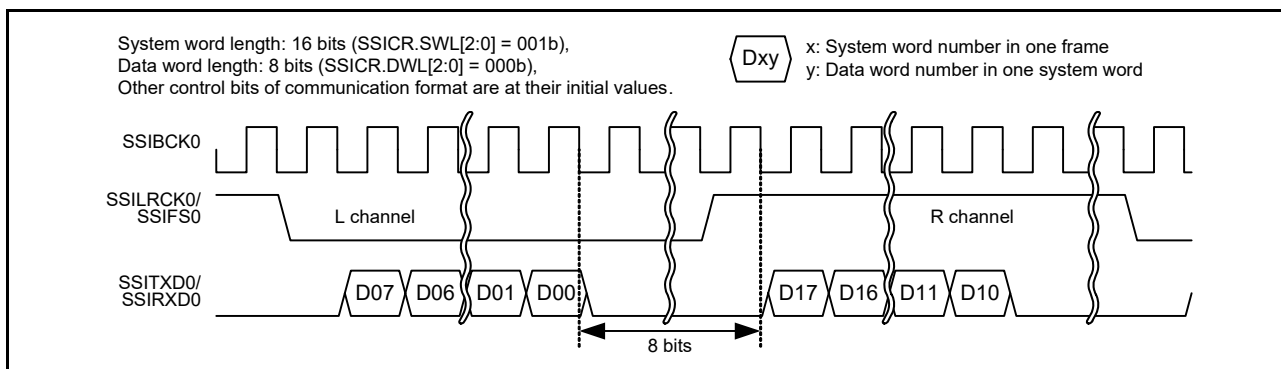 System word length: 16 bits (SSICR.SWL[2:0] = 001b),
Data word length: 8 bits (SSICR.DWL[2:0] = 000b),
Other control bits of communication format are at their initial values.
Dxy
x: System word number in one frame
y: Data word number in one system word
SSIBCK0
SSILRCK0/
SSIFS0
L channel
R channel
SSITXD0/
SSIRXD0
D07 D06 D01 D00 D17 D16 D11 D10
8 bits